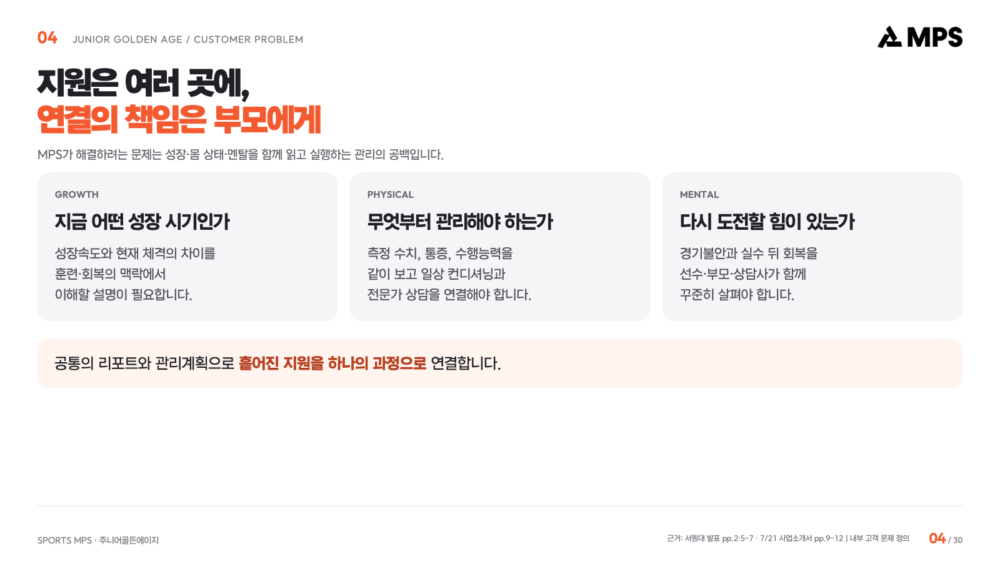 04 JUNIOR GOLDEN AGE / CUSTOMER PROBLEM
MPS
지원은 여러 곳에,
연결의 책임은 부모에게
MPS가 해결하려는 문제는 성장·몸 상태·멘탈을 함께 읽고 실행하는 관리의 공백입니다.
GROWTH
지금 어떤 성장 시기인가
성장속도와 현재 체격의 차이를
훈련·회복의 맥락에서
이해할 설명이 필요합니다.
PHYSICAL
무엇부터 관리해야 하는가
측정 수치, 통증, 수행능력을
같이 보고 일상 컨디셔닝과
전문가 상담을 연결해야 합니다.
MENTAL
다시 도전할 힘이 있는가
경기불안과 실수 뒤 회복을
선수·부모·상담사가 함께
꾸준히 살펴야 합니다.
공통의 리포트와 관리계획으로 흩어진 지원을 하나의 과정으로 연결합니다.
SPORTS MPS · 주니어골든에이지
근거: 서원대 발표 pp.2·5-7 · 7/21 사업소개서 pp.9-12 | 내부 고객 문제 정의
04 / 30